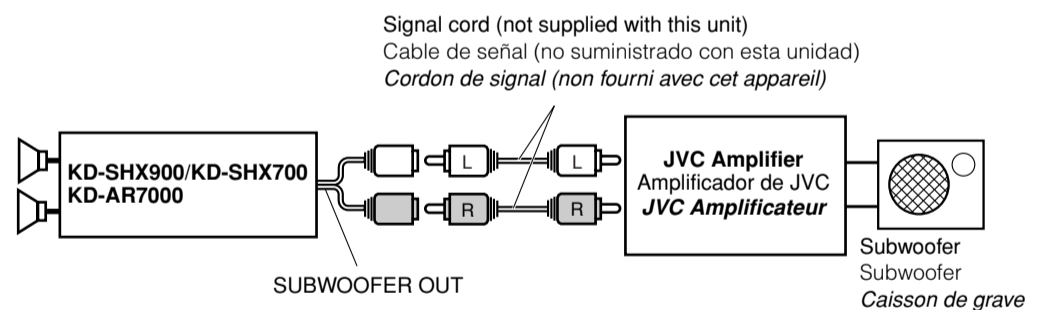 Signal cord (not supplied with this unit)
Cable de señal (no suministrado con esta unidad)
Cordon de signal (non fourni avec cet appareil)
KD-SHX900/KD-SHX700
KD-AR7000
L
L
R
R
JVC Amplifier
Amplificador de JVC
JVC Amplificateur
SUBWOOFER OUT
Subwoofer
Subwoofer
Caisson de grave